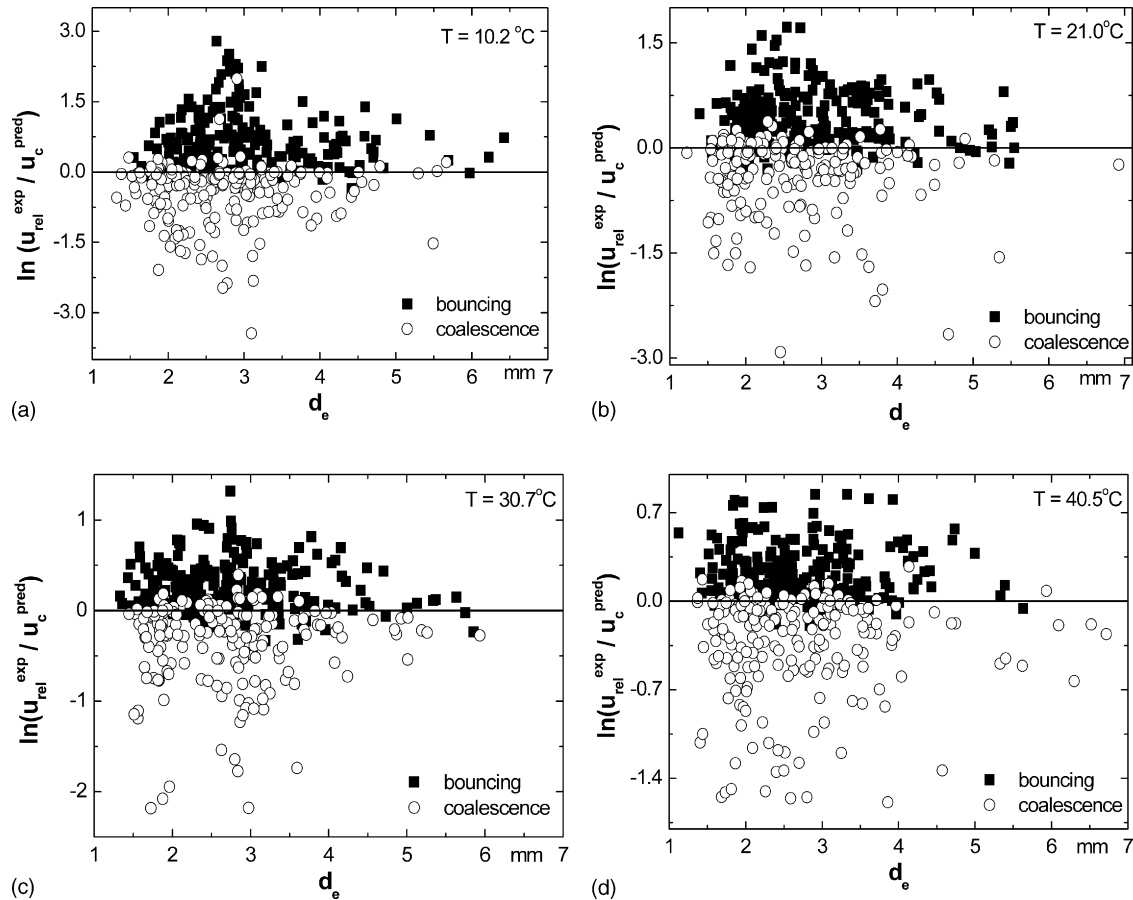 T = 10.2 °C
3.0
1.5
0.0
-1.5
-3.0
ln (u_rel^exp / u_c^pred)
bouncing
coalescence
1 2 3 4 5 6 mm 7
(a) d_e
T = 21.0°C
1.5
0.0
-1.5
-3.0
ln(u_rel^exp / u_c^pred)
bouncing
coalescence
1 2 3 4 5 6 mm 7
(b) d_e
T = 30.7°C
1
0
-1
-2
ln(u_rel^exp / u_c^pred)
bouncing
coalescence
1 2 3 4 5 6 mm 7
(c) d_e
T = 40.5°C
0.7
0.0
-0.7
-1.4
ln(u_rel^exp / u_c^pred)
bouncing
coalescence
1 2 3 4 5 6 mm 7
(d) d_e